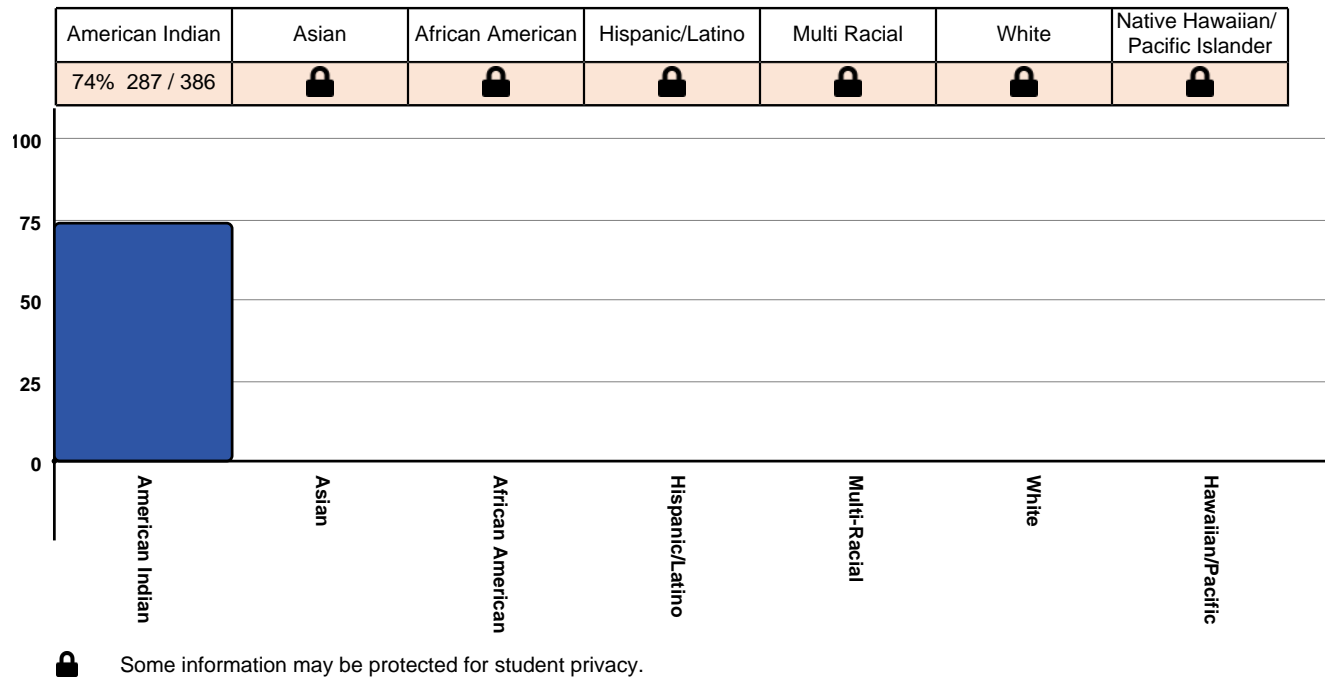 American Indian Asian African American Hispanic/Latino Multi Racial White Native Hawaiian/
Pacific Islander
74% 287 / 386
100
75
50
25
0
American Indian
Asian
African American
Hispanic/Latino
Multi-Racial
White
Hawaiian/Pacific
Some information may be protected for student privacy.